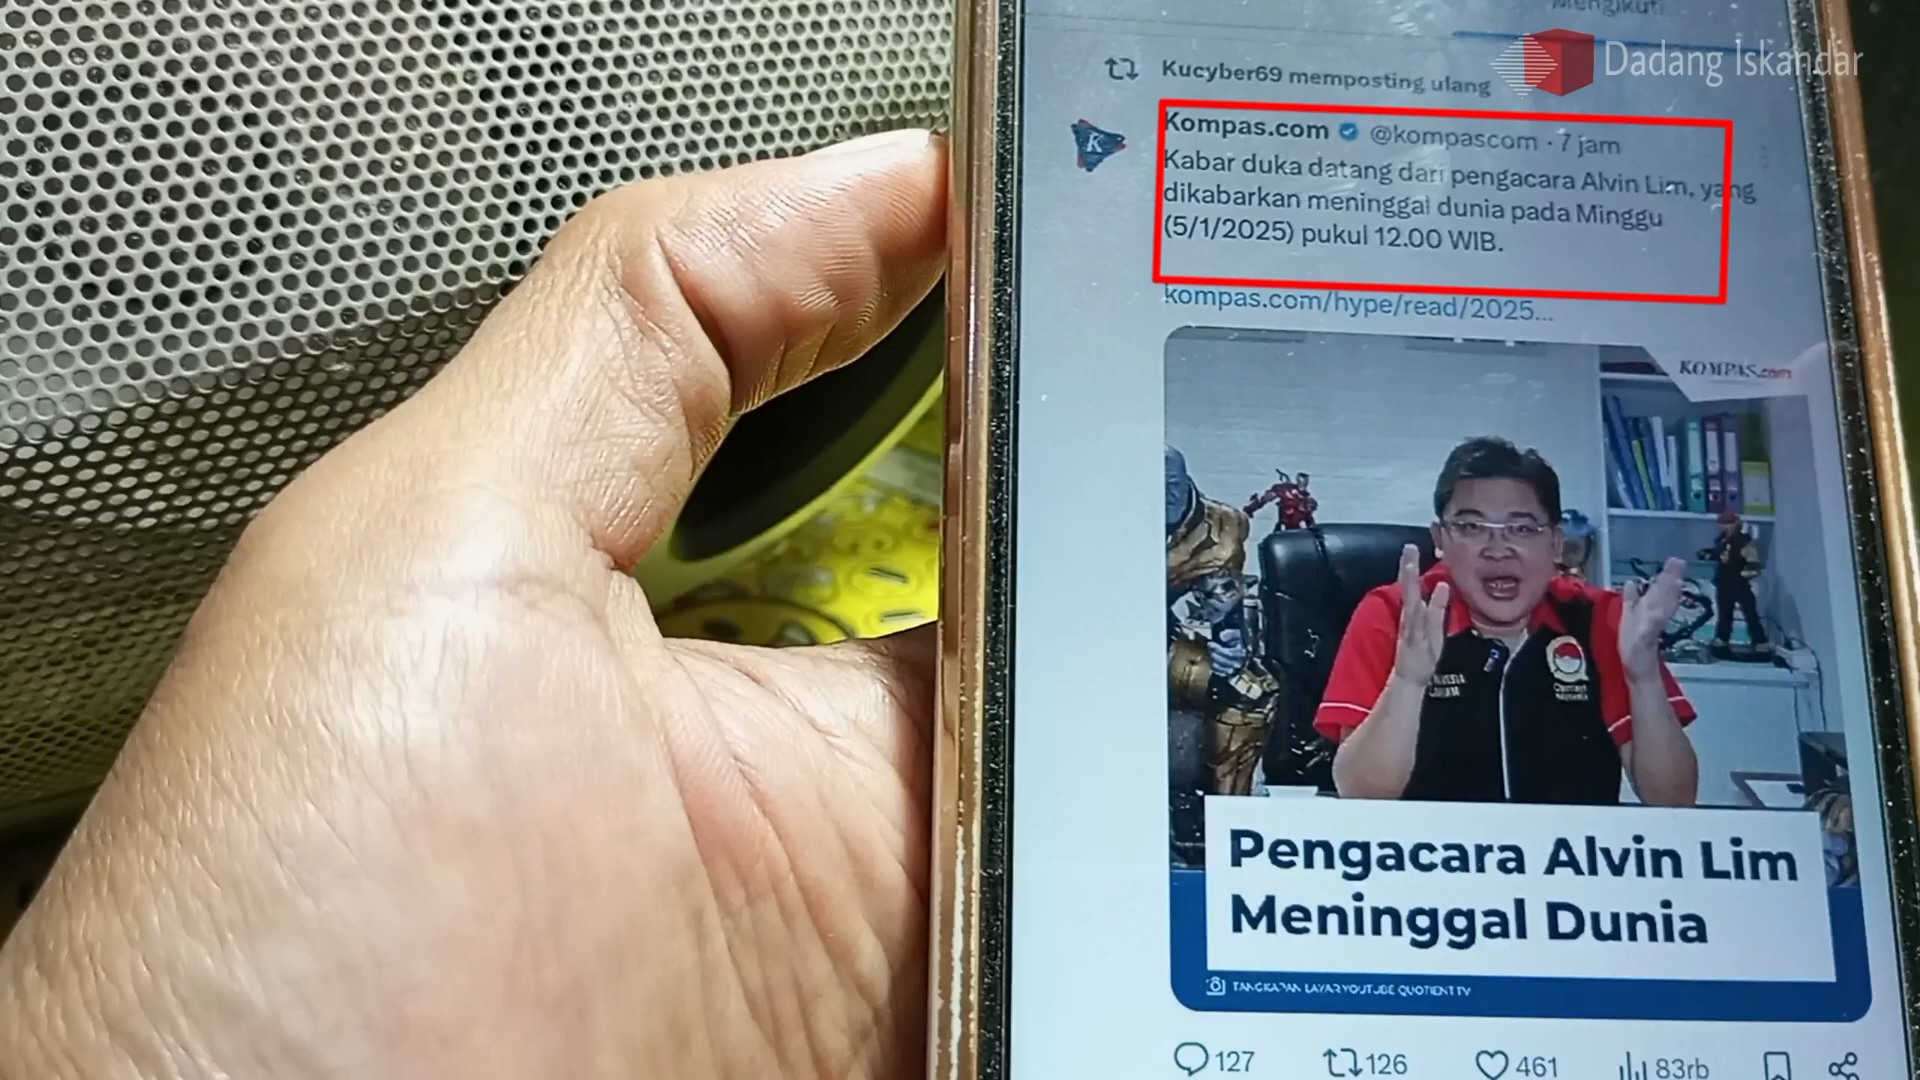 Mengikuti
Dadang Iskandar
Kucyber69 memposting ulang
Kompas.com @kompascom · 7 jam
Kabar duka datang dari pengacara Alvin Lim, yang
dikabarkan meninggal dunia pada Minggu
(5/1/2025) pukul 12.00 WIB.
kompas.com/hype/read/2025...
KOMPAS.com
Pengacara Alvin Lim
Meninggal Dunia
TANGKAPAN LAYAR YOUTUBE QUOTIENT TV
127 126 461 83rb